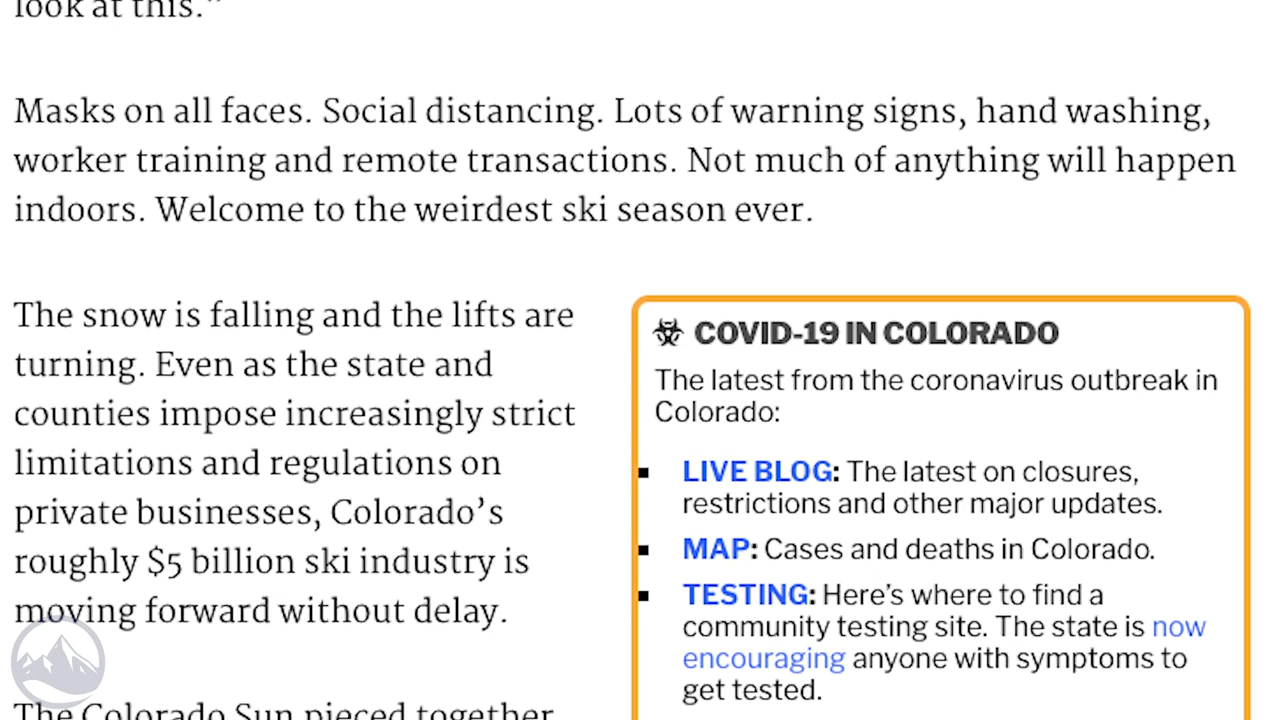 look at this.”
Masks on all faces. Social distancing. Lots of warning signs, hand washing,
worker training and remote transactions. Not much of anything will happen
indoors. Welcome to the weirdest ski season ever.
The snow is falling and the lifts are
turning. Even as the state and
counties impose increasingly strict
limitations and regulations on
private businesses, Colorado’s
roughly $5 billion ski industry is
moving forward without delay.
The Colorado Sun pieced together
COVID-19 IN COLORADO
The latest from the coronavirus outbreak in
Colorado:
LIVE BLOG: The latest on closures,
restrictions and other major updates.
MAP: Cases and deaths in Colorado.
TESTING: Here’s where to find a
community testing site. The state is now
encouraging anyone with symptoms to
get tested.